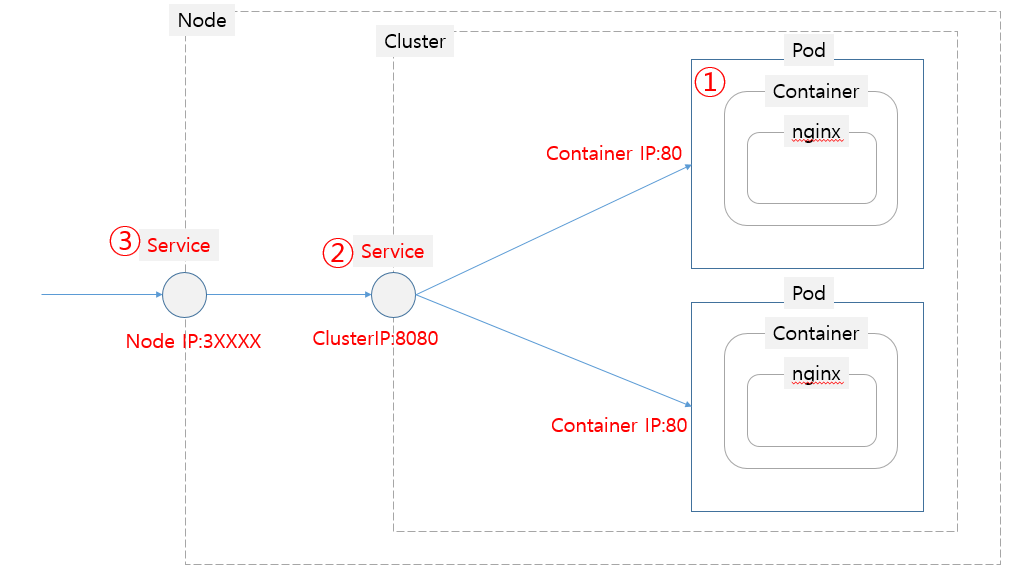 Node
Cluster
Pod
①
Container
nginx
Container IP:80
③ Service
② Service
Node IP:3XXXX
ClusterIP:8080
Pod
Container
nginx
Container IP:80